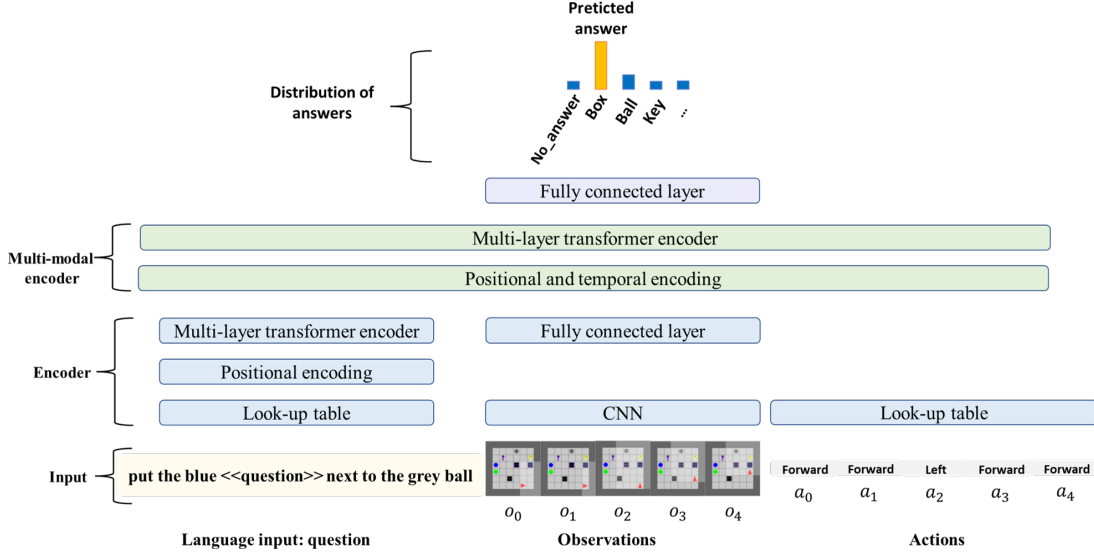 Preticted
answer
Distribution of
answers
No_answer
Box
Ball
Key
...
Fully connected layer
Multi-modal
encoder
Multi-layer transformer encoder
Positional and temporal encoding
Encoder
Multi-layer transformer encoder
Fully connected layer
Positional encoding
Look-up table
CNN
Look-up table
Input
put the blue <<question>> next to the grey ball
Forward Forward Left Forward Forward
o0 o1 o2 o3 o4
a0 a1 a2 a3 a4
Language input: question
Observations
Actions